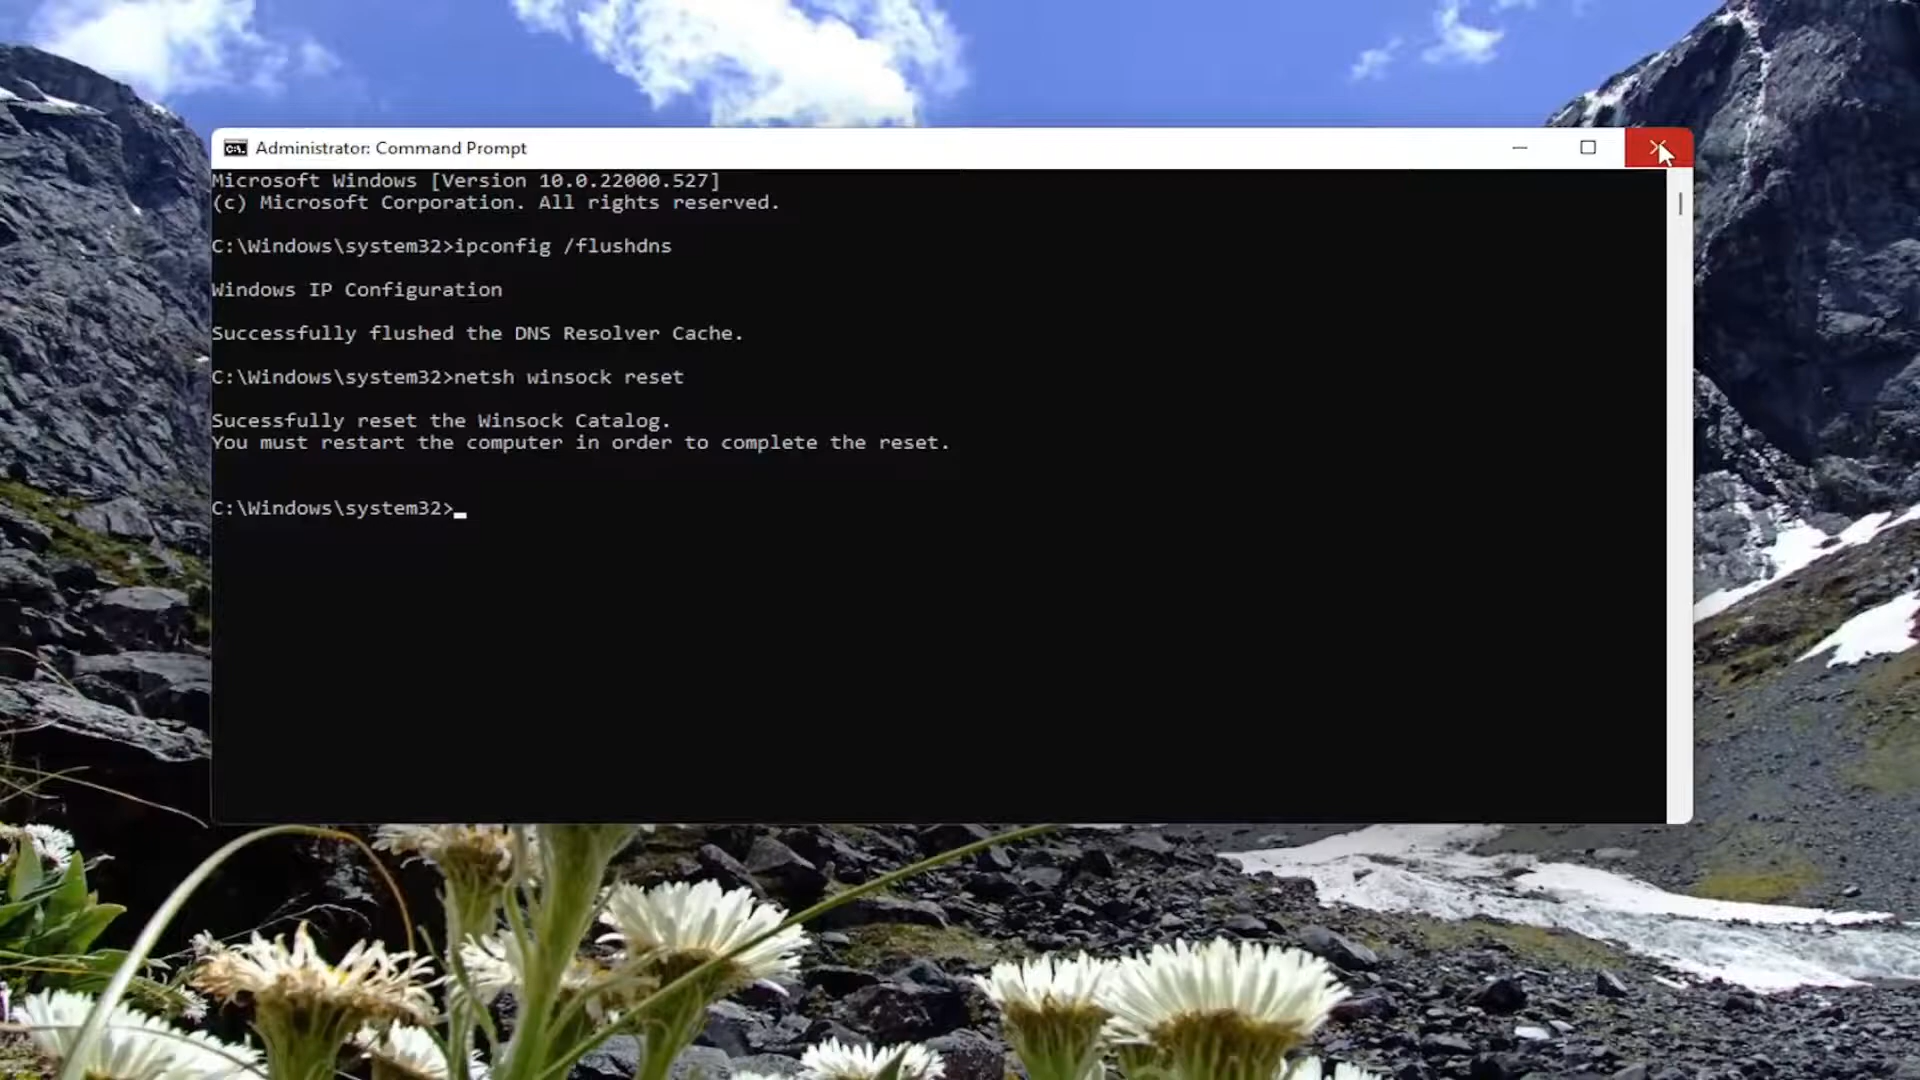 Administrator: Command Prompt
Microsoft Windows [Version 10.0.22000.527]
(c) Microsoft Corporation. All rights reserved.
C:\Windows\system32>ipconfig /flushdns
Windows IP Configuration
Successfully flushed the DNS Resolver Cache.
C:\Windows\system32>netsh winsock reset
Sucessfully reset the Winsock Catalog.
You must restart the computer in order to complete the reset.
C:\Windows\system32>